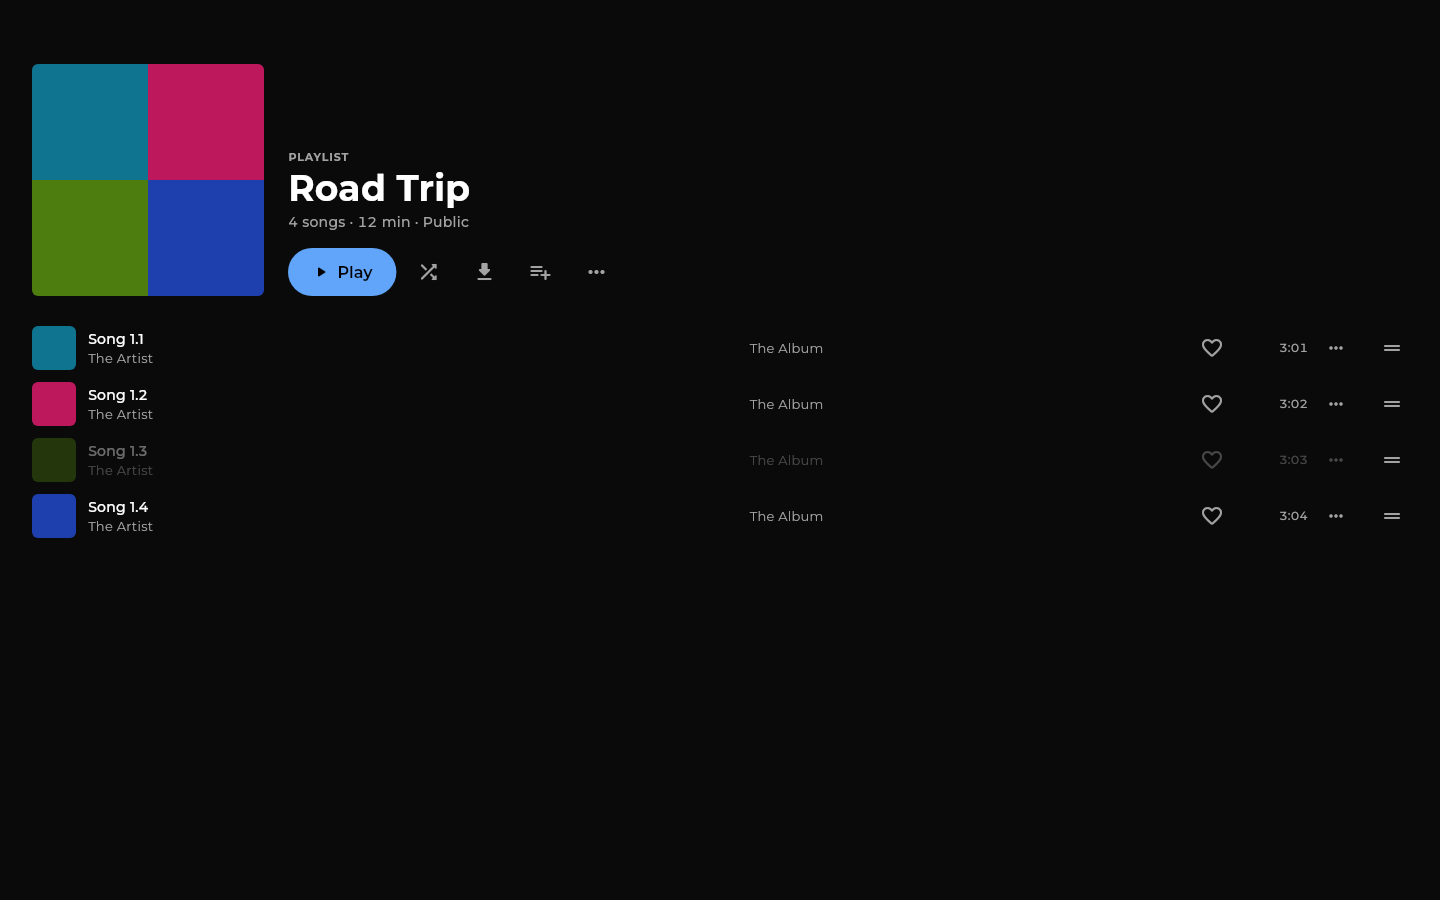 PLAYLIST
Road Trip
4 songs · 12 min · Public
Play
Song 1.1
The Artist
The Album
3:01
Song 1.2
The Artist
The Album
3:02
Song 1.3
The Artist
The Album
3:03
Song 1.4
The Artist
The Album
3:04